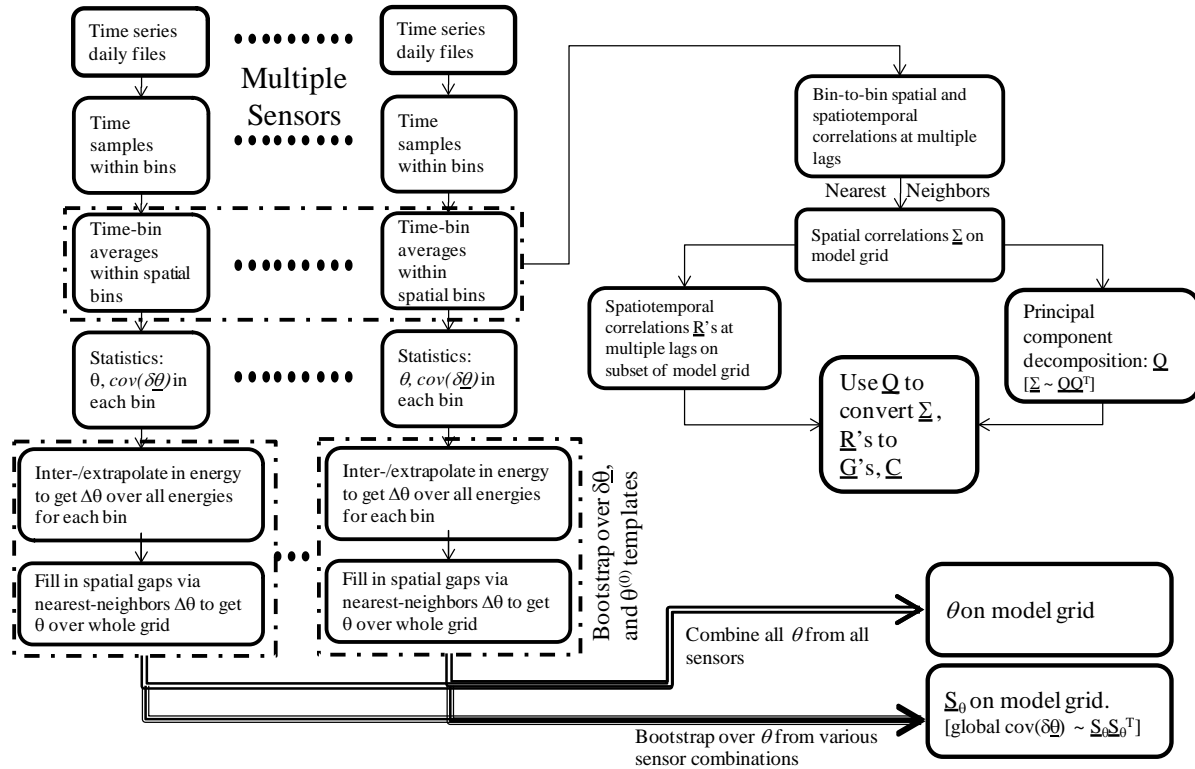 Time series
daily files
Time
samples
within bins
Time-bin
averages
within spatial
bins
Statistics:
θ, cov(δθ) in
each bin
Inter-/extrapolate in energy
to get Δθ over all energies
for each bin
Fill in spatial gaps via
nearest-neighbors Δθ to get
θ over whole grid
Multiple
Sensors
Time series
daily files
Time
samples
within bins
Time-bin
averages
within
spatial bins
Statistics:
θ, cov(δθ) in
each bin
Inter-/extrapolate in energy
to get Δθ over all energies
for each bin
Fill in spatial gaps via
nearest-neighbors Δθ to get
θ over whole grid
Bootstrap over δθ,
and θ(0) templates
Bin-to-bin spatial and
spatiotemporal
correlations at multiple
lags
Nearest Neighbors
Spatial correlations Σ on
model grid
Spatiotemporal
correlations R's at
multiple lags on
subset of model grid
Principal
component
decomposition: Q
[Σ ~ QQT]
Use Q to
convert Σ ,
R's to
G's, C
Combine all θ from all
sensors
θ on model grid
Bootstrap over θ from various
sensor combinations
Sθ on model grid.
[global cov(δθ) ~ SθSθT]